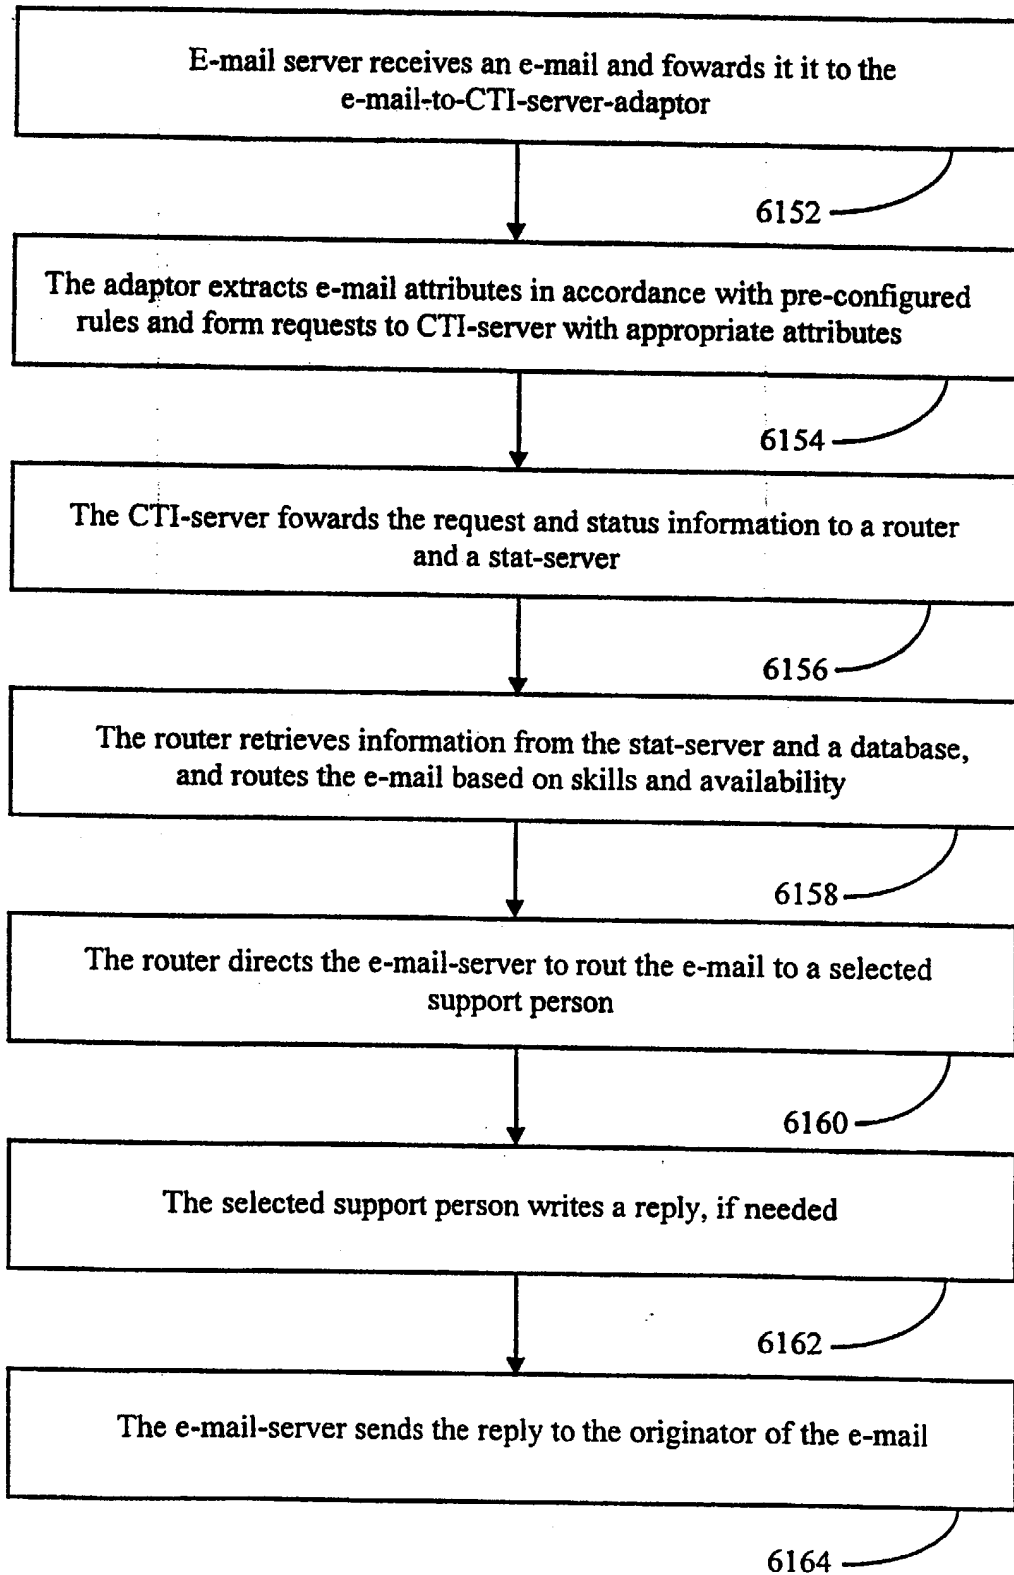 E-mail server receives an e-mail and fowards it it to the
e-mail-to-CTI-server-adaptor
6152
The adaptor extracts e-mail attributes in accordance with pre-configured
rules and form requests to CTI-server with appropriate attributes
6154
The CTI-server fowards the request and status information to a router
and a stat-server
6156
The router retrieves information from the stat-server and a database,
and routes the e-mail based on skills and availability
6158
The router directs the e-mail-server to rout the e-mail to a selected
support person
6160
The selected support person writes a reply, if needed
6162
The e-mail-server sends the reply to the originator of the e-mail
6164